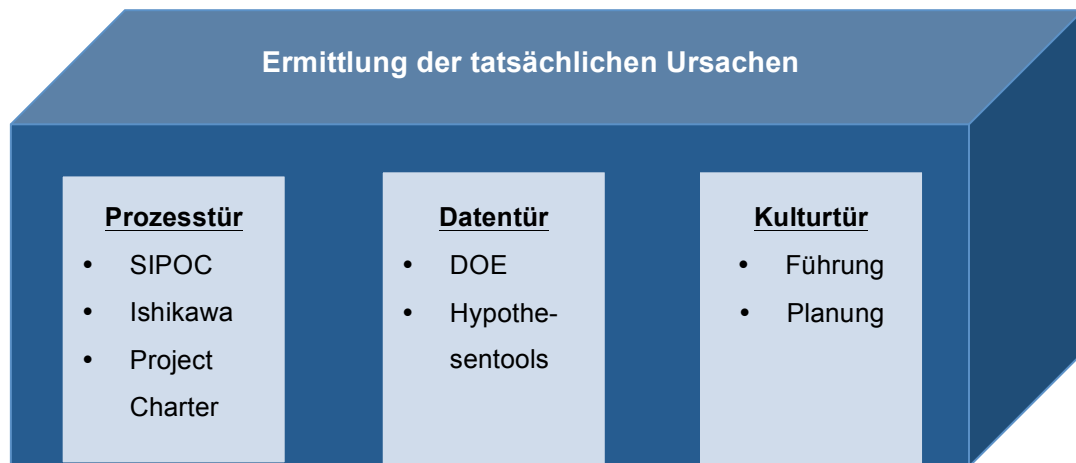 Ermittlung der tatsächlichen Ursachen
Prozesstür
• SIPOC
• Ishikawa
• Project
Charter
Datentür
• DOE
• Hypothe-
sentools
Kulturtür
• Führung
• Planung